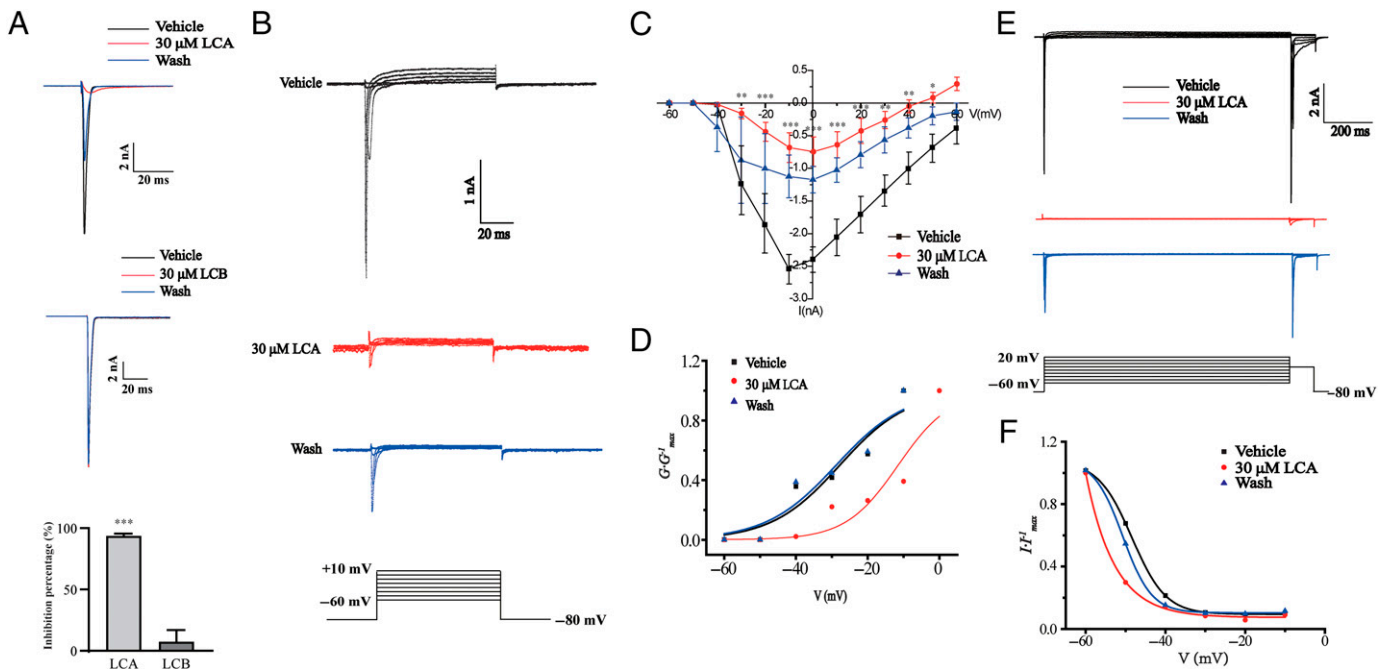 A
Vehicle
30 μM LCA
Wash
2 nA
20 ms
Vehicle
30 μM LCB
Wash
2 nA
20 ms
Inhibition percentage (%)
100
50
0
***
LCA
LCB
B
Vehicle
1 nA
20 ms
30 μM LCA
Wash
+10 mV
−60 mV
−80 mV
C
0.5
-60
-40
-20
0
20
40
60
V(mV)
0.0
-0.5
-1.0
-1.5
-2.0
-2.5
-3.0
I(nA)
**
***
***
***
***
***
**
**
*
*
Vehicle
30 μM LCA
Wash
D
1.2
0.8
0.4
0.0
G·G⁻¹max
Vehicle
30 μM LCA
Wash
−60
−40
−20
0
V (mV)
E
Vehicle
30 μM LCA
Wash
2 nA
200 ms
20 mV
−60 mV
−80 mV
F
1.2
0.8
0.4
0.0
I·I⁻¹max
Vehicle
30 μM LCA
Wash
−60
−40
−20
0
V (mV)